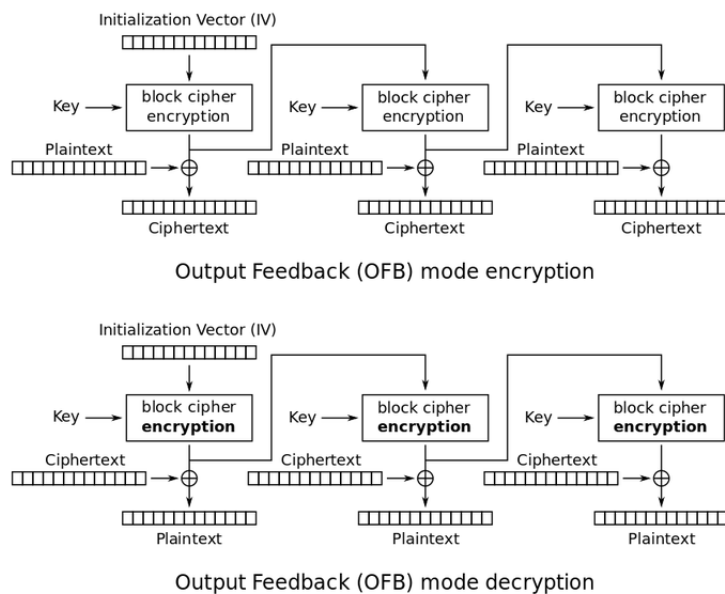 Initialization Vector (IV)
Key
block cipher
encryption
Key
block cipher
encryption
Key
block cipher
encryption
Plaintext
Plaintext
Plaintext
Ciphertext
Ciphertext
Ciphertext
Output Feedback (OFB) mode encryption
Initialization Vector (IV)
Key
block cipher
encryption
Key
block cipher
encryption
Key
block cipher
encryption
Ciphertext
Ciphertext
Ciphertext
Plaintext
Plaintext
Plaintext
Output Feedback (OFB) mode decryption